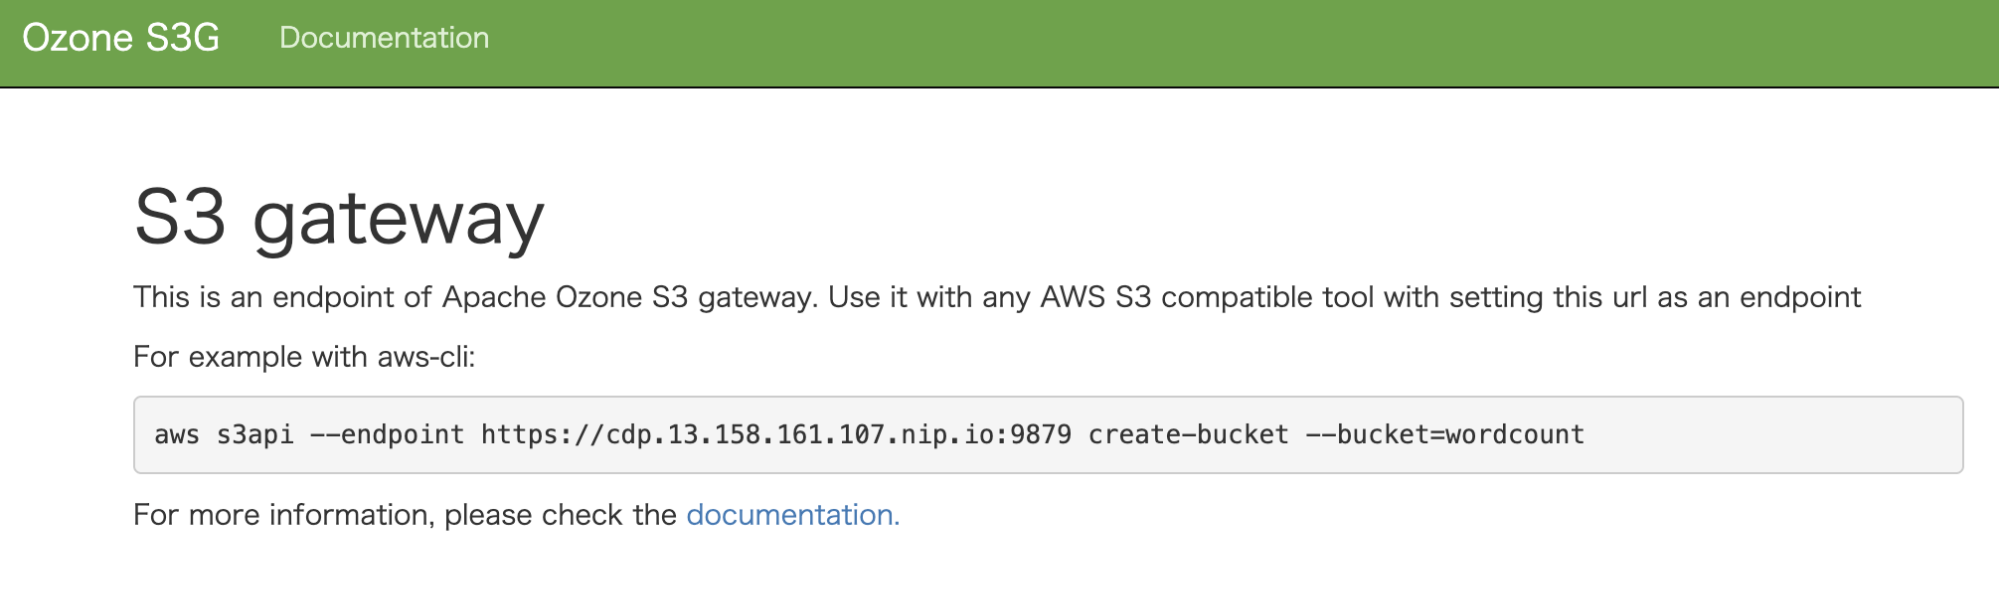 Ozone S3G Documentation
S3 gateway
This is an endpoint of Apache Ozone S3 gateway. Use it with any AWS S3 compatible tool with setting this url as an endpoint
For example with aws-cli:
aws s3api --endpoint https://cdp.13.158.161.107.nip.io:9879 create-bucket --bucket=wordcount
For more information, please check the documentation.